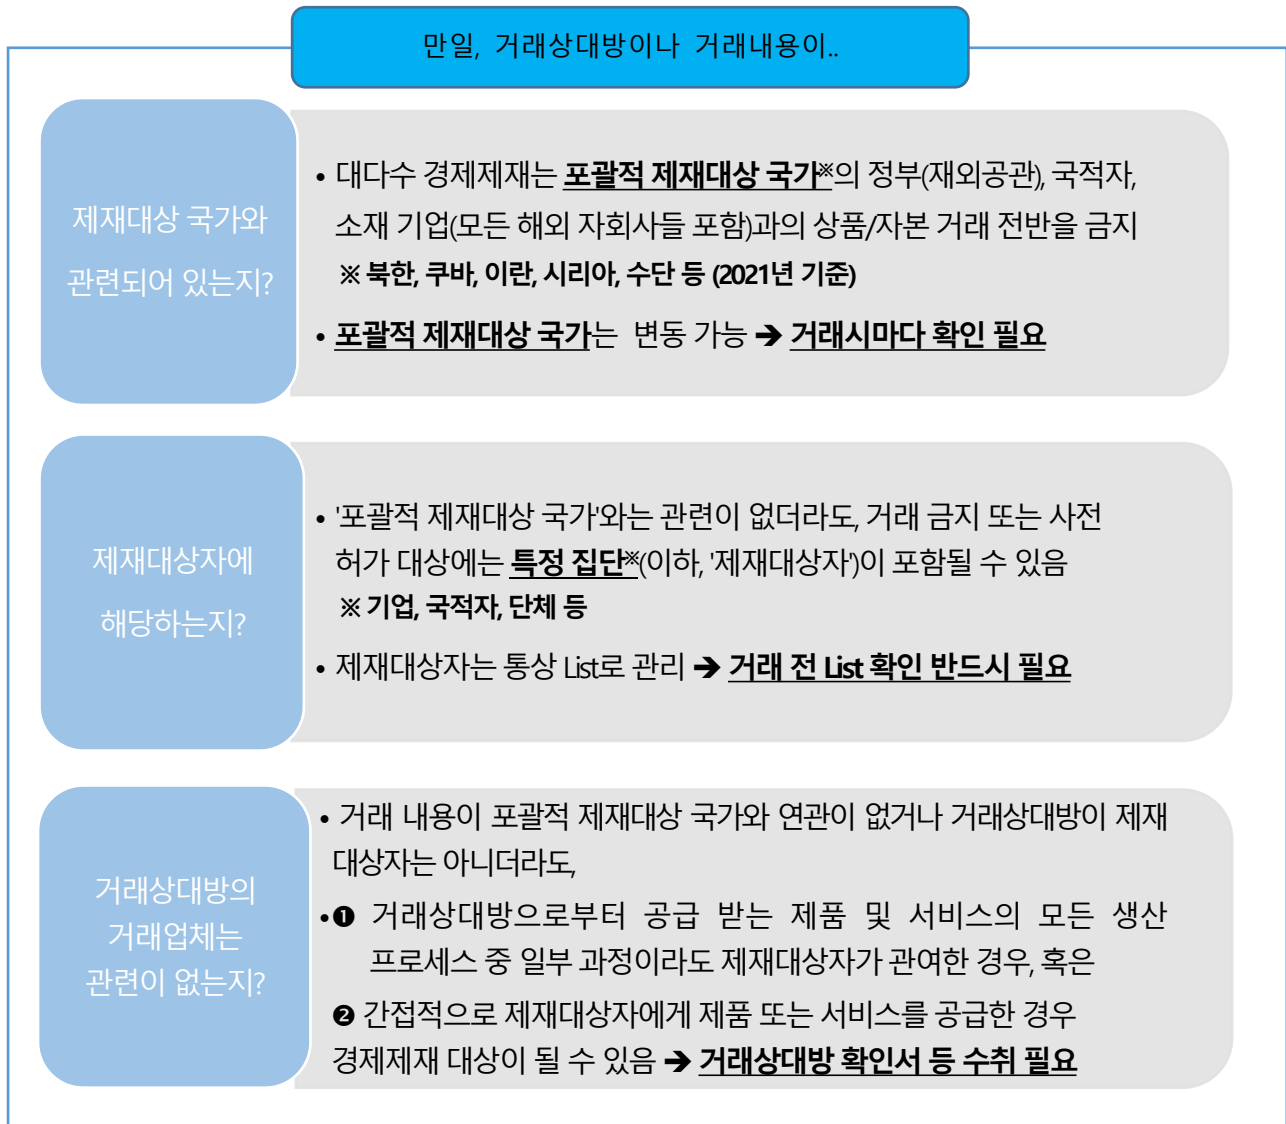 만일, 거래상대방이나 거래내용이..
제재대상 국가와
관련되어 있는지?
• 대다수 경제제재는 포괄적 제재대상 국가※의 정부(재외공관), 국적자,
소재 기업(모든 해외 자회사들 포함)과의 상품/자본 거래 전반을 금지
※ 북한, 쿠바, 이란, 시리아, 수단 등 (2021년 기준)
• 포괄적 제재대상 국가는 변동 가능 ➔ 거래시마다 확인 필요
제재대상자에
해당하는지?
• '포괄적 제재대상 국가'와는 관련이 없더라도, 거래 금지 또는 사전
허가 대상에는 특정 집단※(이하, '제재대상자')이 포함될 수 있음
※ 기업, 국적자, 단체 등
• 제재대상자는 통상 List로 관리 ➔ 거래 전 List 확인 반드시 필요
거래상대방의
거래업체는
관련이 없는지?
• 거래 내용이 포괄적 제재대상 국가와 연관이 없거나 거래상대방이 제재
대상자는 아니더라도,
•❶ 거래상대방으로부터 공급 받는 제품 및 서비스의 모든 생산
프로세스 중 일부 과정이라도 제재대상자가 관여한 경우, 혹은
❷ 간접적으로 제재대상자에게 제품 또는 서비스를 공급한 경우
경제제재 대상이 될 수 있음 ➔ 거래상대방 확인서 등 수취 필요